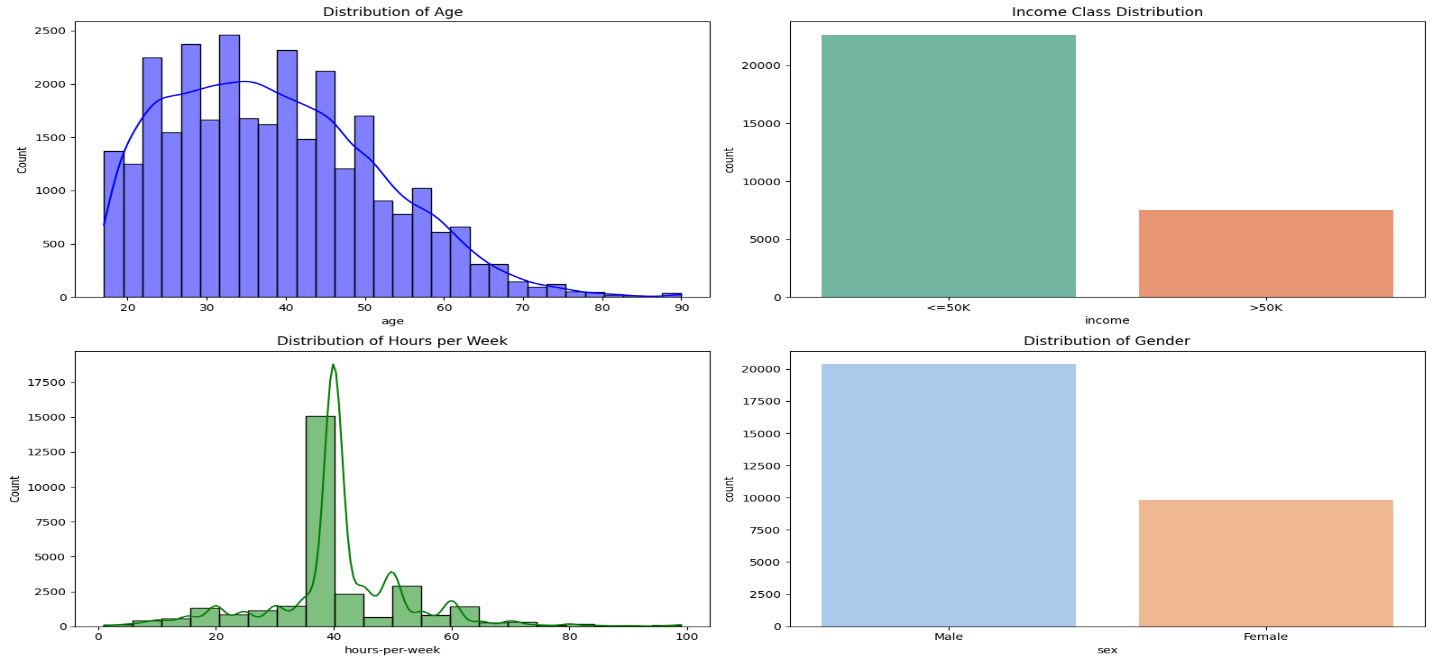 Distribution of Age
Count
2500
2000
1500
1000
500
0
20 30 40 50 60 70 80 90
age
Income Class Distribution
count
20000
15000
10000
5000
0
<=50K >50K
income
Distribution of Hours per Week
Count
17500
15000
12500
10000
7500
5000
2500
0
0 20 40 60 80 100
hours-per-week
Distribution of Gender
count
20000
17500
15000
12500
10000
7500
5000
2500
0
Male Female
sex